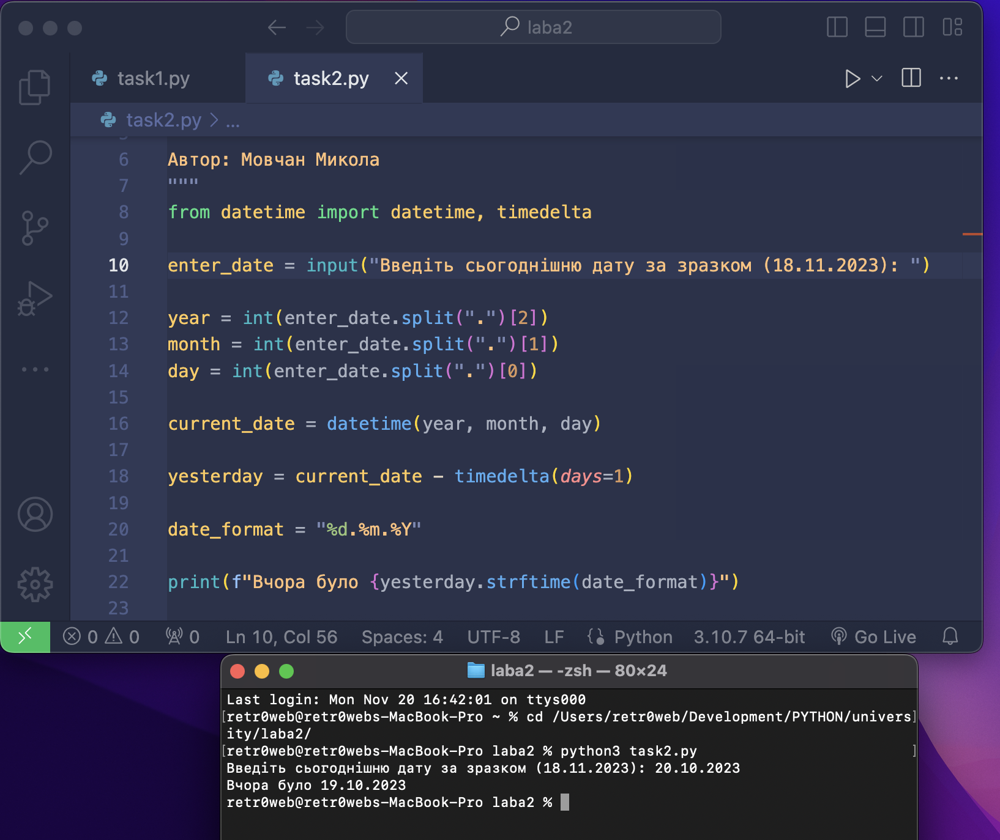 laba2
task1.py
task2.py
task2.py > ...
6 Автор: Мовчан Микола
7 """
8 from datetime import datetime, timedelta
9
10 enter_date = input("Введіть сьогоднішню дату за зразком (18.11.2023): ")
11
12 year = int(enter_date.split(".")[2])
13 month = int(enter_date.split(".")[1])
14 day = int(enter_date.split(".")[0])
15
16 current_date = datetime(year, month, day)
17
18 yesterday = current_date - timedelta(days=1)
19
20 date_format = "%d.%m.%Y"
21
22 print(f"Вчора було {yesterday.strftime(date_format)}")
23
0 0 0 Ln 10, Col 56 Spaces: 4 UTF-8 LF Python 3.10.7 64-bit Go Live
laba2 — -zsh — 80×24
Last login: Mon Nov 20 16:42:01 on ttys000
[retr0web@retr0webs-MacBook-Pro ~ % cd /Users/retr0web/Development/PYTHON/univers]
ity/laba2/
[retr0web@retr0webs-MacBook-Pro laba2 % python3 task2.py ]
Введіть сьогоднішню дату за зразком (18.11.2023): 20.10.2023
Вчора було 19.10.2023
retr0web@retr0webs-MacBook-Pro laba2 %